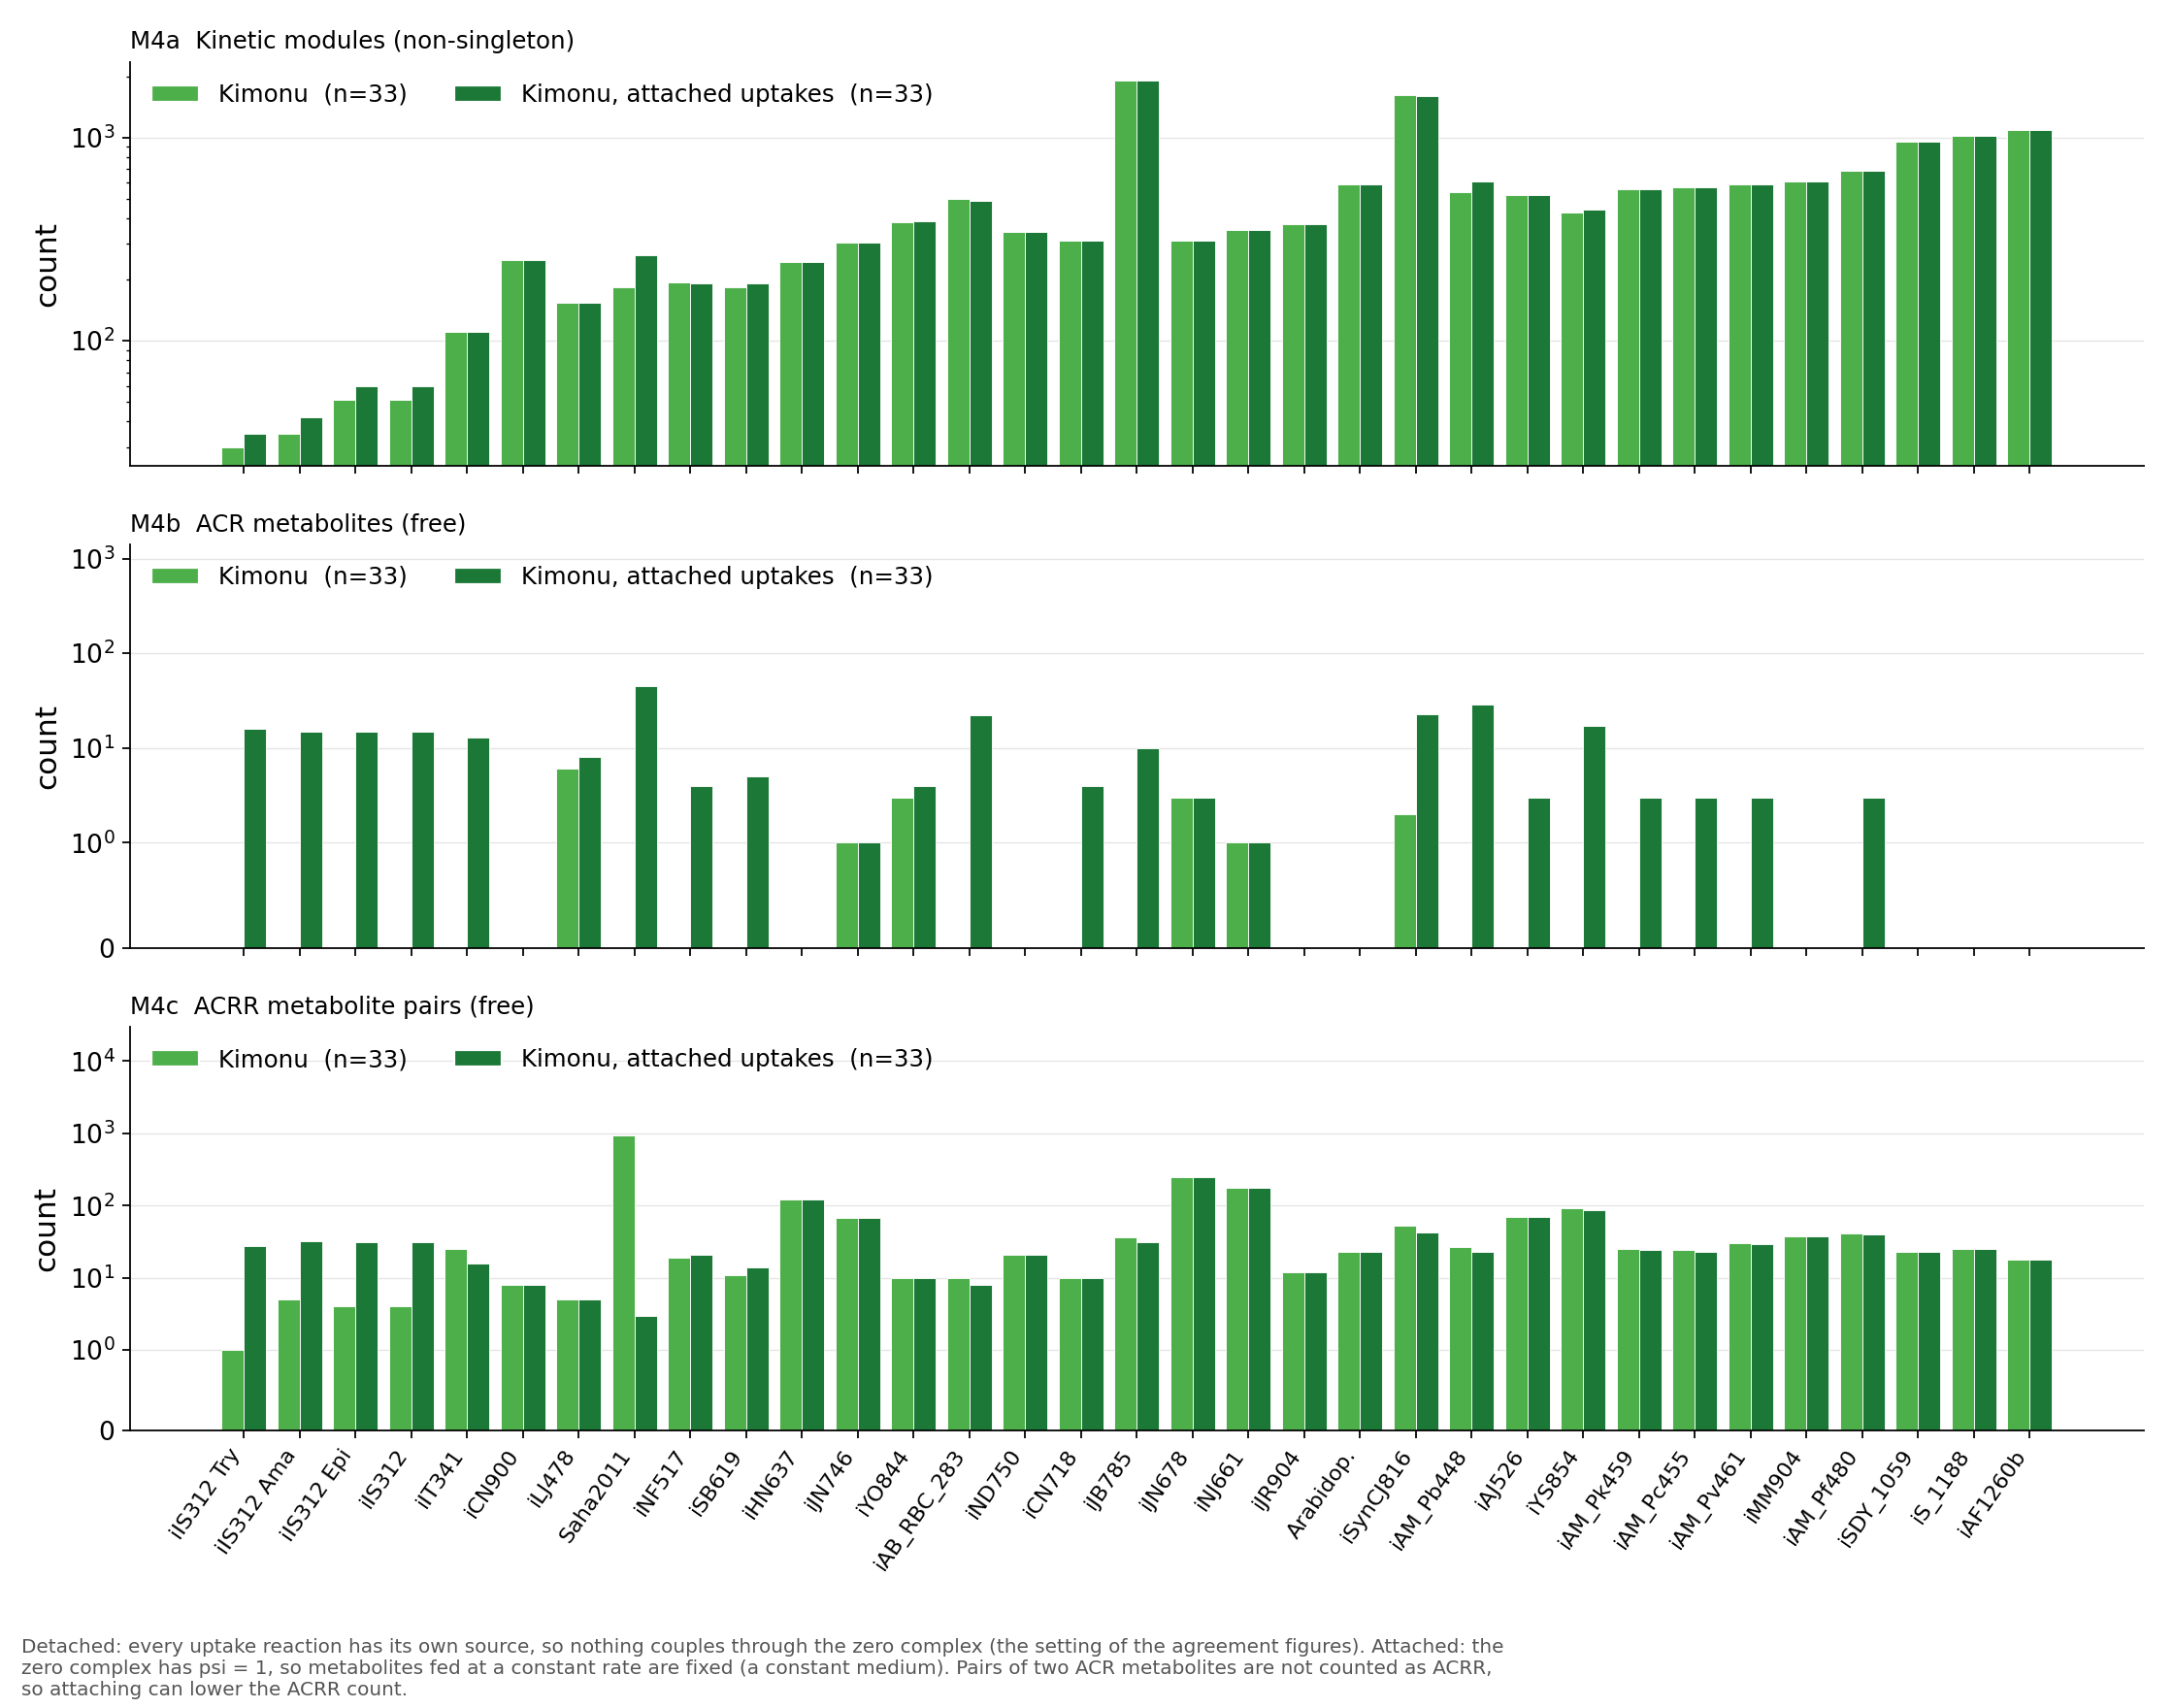 M4a  Kinetic modules (non-singleton)
Kimonu  (n=33)
Kimonu, attached uptakes  (n=33)
10³
10²
count
M4b  ACR metabolites (free)
Kimonu  (n=33)
Kimonu, attached uptakes  (n=33)
10³
10²
10¹
10⁰
0
count
M4c  ACRR metabolite pairs (free)
Kimonu  (n=33)
Kimonu, attached uptakes  (n=33)
10⁴
10³
10²
10¹
10⁰
0
count
iIS312 Try
iIS312 Ama
iIS312 Epi
iIS312
iIT341
iCN900
iLJ478
Saha2011
iNF517
iSB619
iHN637
iJN746
iYO844
iAB_RBC_283
iND750
iCN718
iJB785
iJN678
iNJ661
iJR904
Arabidop.
iSynCJ816
iAM_Pb448
iAJ526
iYS854
iAM_Pk459
iAM_Pc455
iAM_Pv461
iMM904
iAM_Pf480
iSDY_1059
iS_1188
iAF1260b
Detached: every uptake reaction has its own source, so nothing couples through the zero complex (the setting of the agreement figures). Attached: the
zero complex has psi = 1, so metabolites fed at a constant rate are fixed (a constant medium). Pairs of two ACR metabolites are not counted as ACRR,
so attaching can lower the ACRR count.